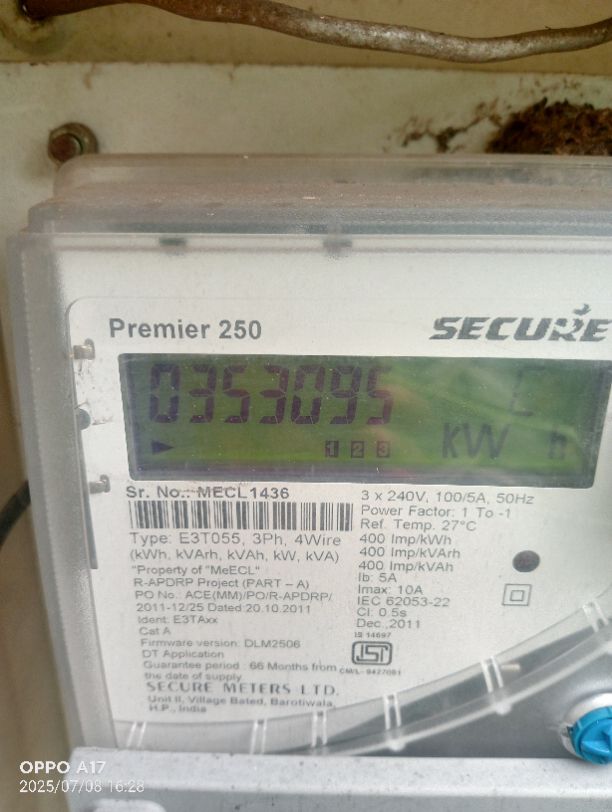 Premier 250
SECURE
0353095 C
1 2 3 kW h
Sr. No.: MECL1436
Type: E3T055, 3Ph, 4Wire
(kWh, kVArh, kVAh, kW, kVA)
"Property of "MeECL"
R-APDRP Project (PART – A)
PO No.: ACE(MM)/PO/R-APDRP/
2011-12/25 Dated 20.10.2011
Ident: E3TAxx
Cat A
Firmware version: DLM2506
DT Application
Guarantee period : 66 Months from
the date of supply
SECURE METERS LTD.
Unit II, Village Bated, Barotiwala,
H.P., India
3 x 240V, 100/5A, 50Hz
Power Factor: 1 To -1
Ref. Temp. 27°C
400 Imp/kWh
400 Imp/kVArh
400 Imp/kVAh
Ib: 5A
Imax: 10A
IEC 62053-22
Cl: 0.5s
Dec.,2011
IS 14697
ISI
OPPO A17
2025/07/08 16:28